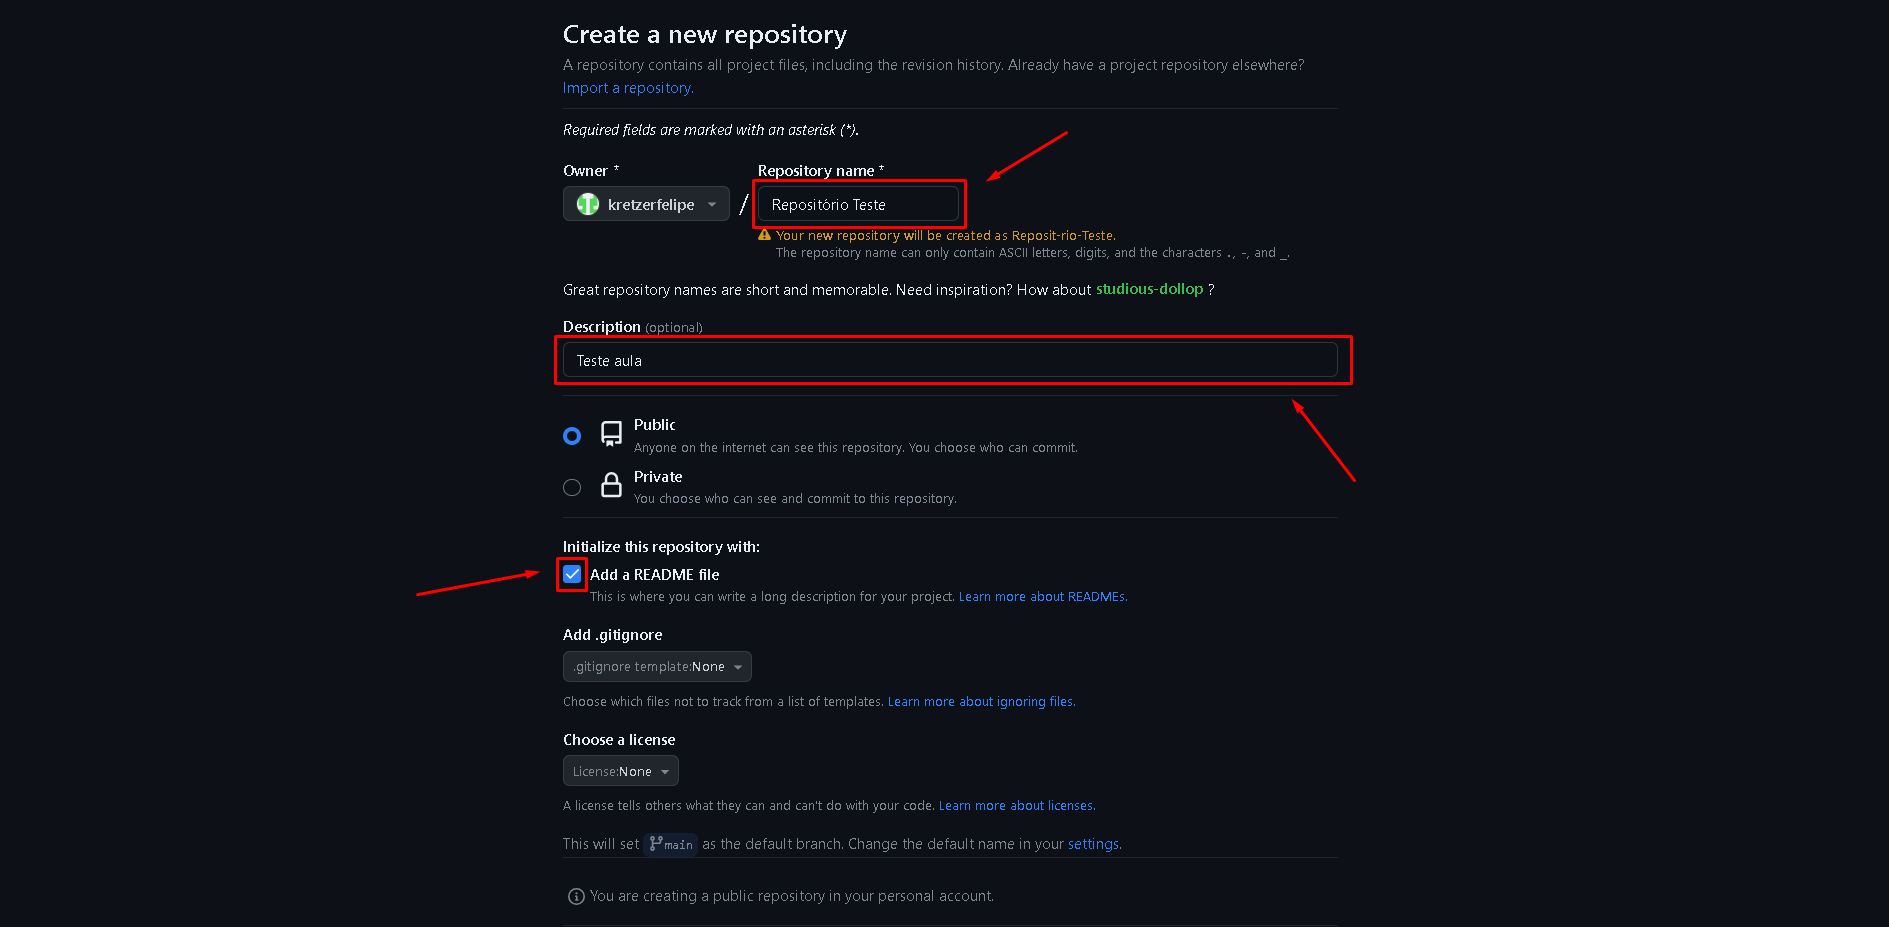 Create a new repository
A repository contains all project files, including the revision history. Already have a project repository elsewhere?
Import a repository.
Required fields are marked with an asterisk (*).
Owner *
Repository name *
kretzerfelipe
/
Repositório Teste
Your new repository will be created as Reposit-rio-Teste.
The repository name can only contain ASCII letters, digits, and the characters ., -, and _.
Great repository names are short and memorable. Need inspiration? How about studious-dollop ?
Description (optional)
Teste aula
Public
Anyone on the internet can see this repository. You choose who can commit.
Private
You choose who can see and commit to this repository.
Initialize this repository with:
Add a README file
This is where you can write a long description for your project. Learn more about READMEs.
Add .gitignore
.gitignore template:None
Choose which files not to track from a list of templates. Learn more about ignoring files.
Choose a license
License:None
A license tells others what they can and can't do with your code. Learn more about licenses.
This will set main as the default branch. Change the default name in your settings.
You are creating a public repository in your personal account.